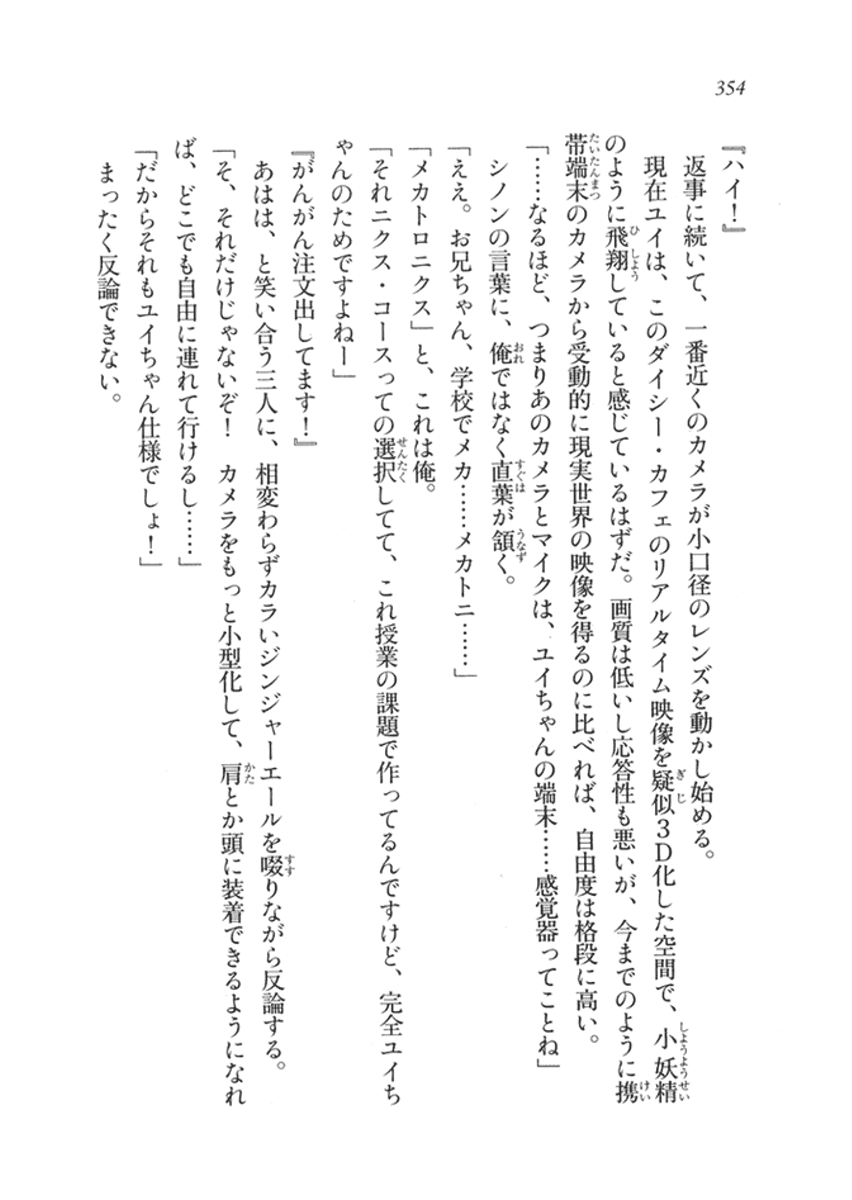 354
『ハイ！』
返事に続いて、一番近くのカメラが小口径のレンズを動かし始める。
現在ユイは、このダイシー・カフェのリアルタイム映像を疑似3D化した空間で、小妖精
のように飛翔していると感じているはずだ。画質は低いし応答性も悪いが、今までのように携
帯端末のカメラから受動的に現実世界の映像を得るのに比べれば、自由度は格段に高い。
「……なるほど、つまりあのカメラとマイクは、ユイちゃんの端末……感覚器ってことね」
シノンの言葉に、俺ではなく直葉が頷く。
「ええ。お兄ちゃん、学校でメカ……メカトニ……」
「メカトロニクス」と、これは俺。
「それニクス・コースっての選択してて、これ授業の課題で作ってるんですけど、完全ユイち
ゃんのためですよねー」
『がんがん注文出してます！』
あはは、と笑い合う三人に、相変わらずカラいジンジャーエールを啜りながら反論する。
「そ、それだけじゃないぞ！　カメラをもっと小型化して、肩とか頭に装着できるようになれ
ば、どこでも自由に連れて行けるし……」
「だからそれもユイちゃん仕様でしょ！」
まったく反論できない。